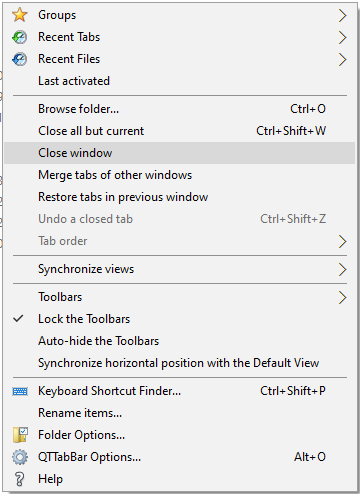 Groups
Recent Tabs
Recent Files
Last activated
Browse folder... Ctrl+O
Close all but current Ctrl+Shift+W
Close window
Merge tabs of other windows
Restore tabs in previous window
Undo a closed tab Ctrl+Shift+Z
Tab order
Synchronize views
Toolbars
Lock the Toolbars
Auto-hide the Toolbars
Synchronize horizontal position with the Default View
Keyboard Shortcut Finder... Ctrl+Shift+P
Rename items...
Folder Options...
QTTabBar Options... Alt+O
Help